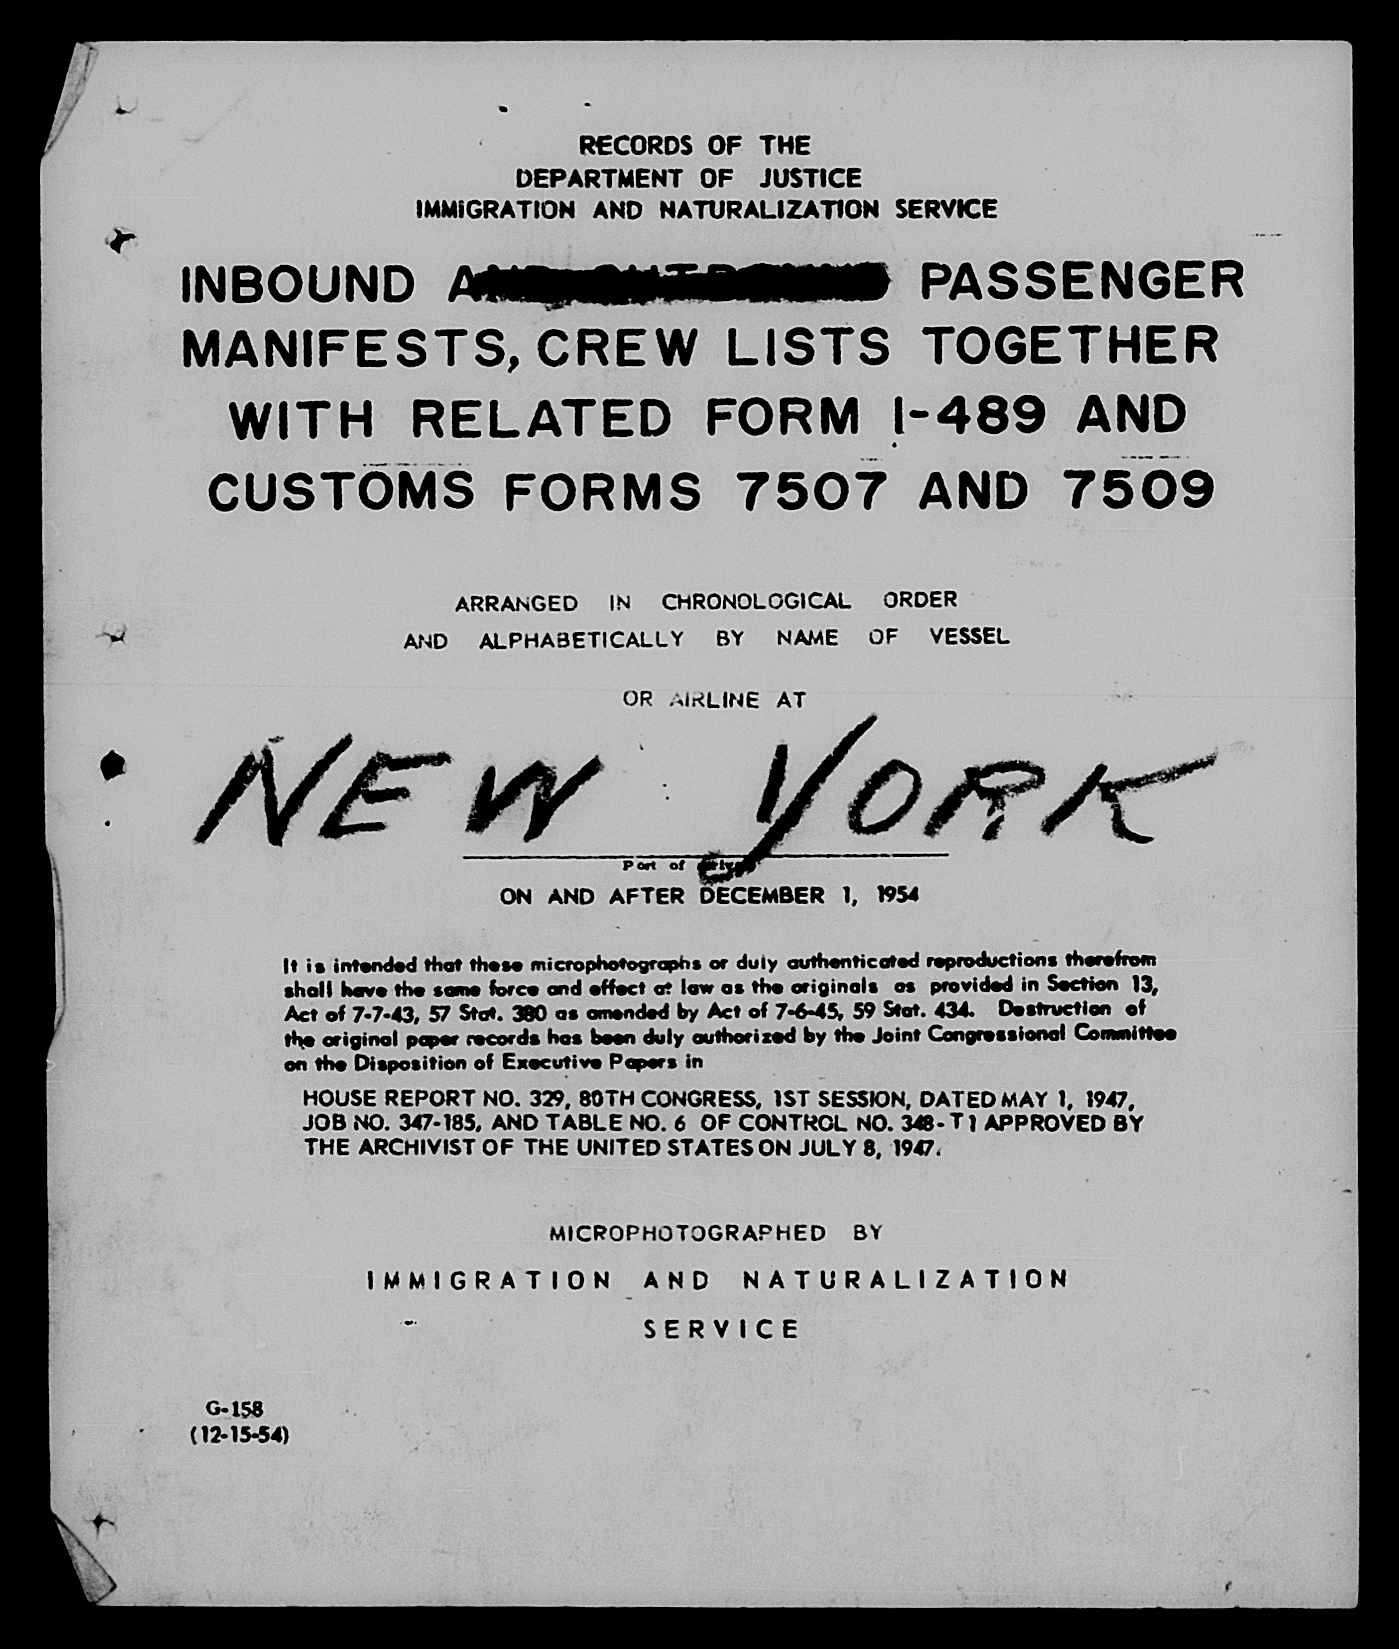 RECORDS OF THE
DEPARTMENT OF JUSTICE
IMMIGRATION AND NATURALIZATION SERVICE
INBOUND PASSENGER
MANIFESTS, CREW LISTS TOGETHER
WITH RELATED FORM I-489 AND
CUSTOMS FORMS 7507 AND 7509
ARRANGED IN CHRONOLOGICAL ORDER
AND ALPHABETICALLY BY NAME OF VESSEL
OR AIRLINE AT
NEW YORK
Port of
ON AND AFTER DECEMBER 1, 1954
It is intended that these microphotographs or duly authenticated reproductions therefrom
shall have the same force and effect at law as the originals as provided in Section 13,
Act of 7-7-43, 57 Stat. 380 as amended by Act of 7-6-45, 59 Stat. 434. Destruction of
the original paper records has been duly authorized by the Joint Congressional Committee
on the Disposition of Executive Papers in
HOUSE REPORT NO. 329, 80TH CONGRESS, 1ST SESSION, DATED MAY 1, 1947,
JOB NO. 347-185, AND TABLE NO. 6 OF CONTROL NO. 348-T1 APPROVED BY
THE ARCHIVIST OF THE UNITED STATES ON JULY 8, 1947.
MICROPHOTOGRAPHED BY
IMMIGRATION AND NATURALIZATION
SERVICE
G-158
(12-15-54)